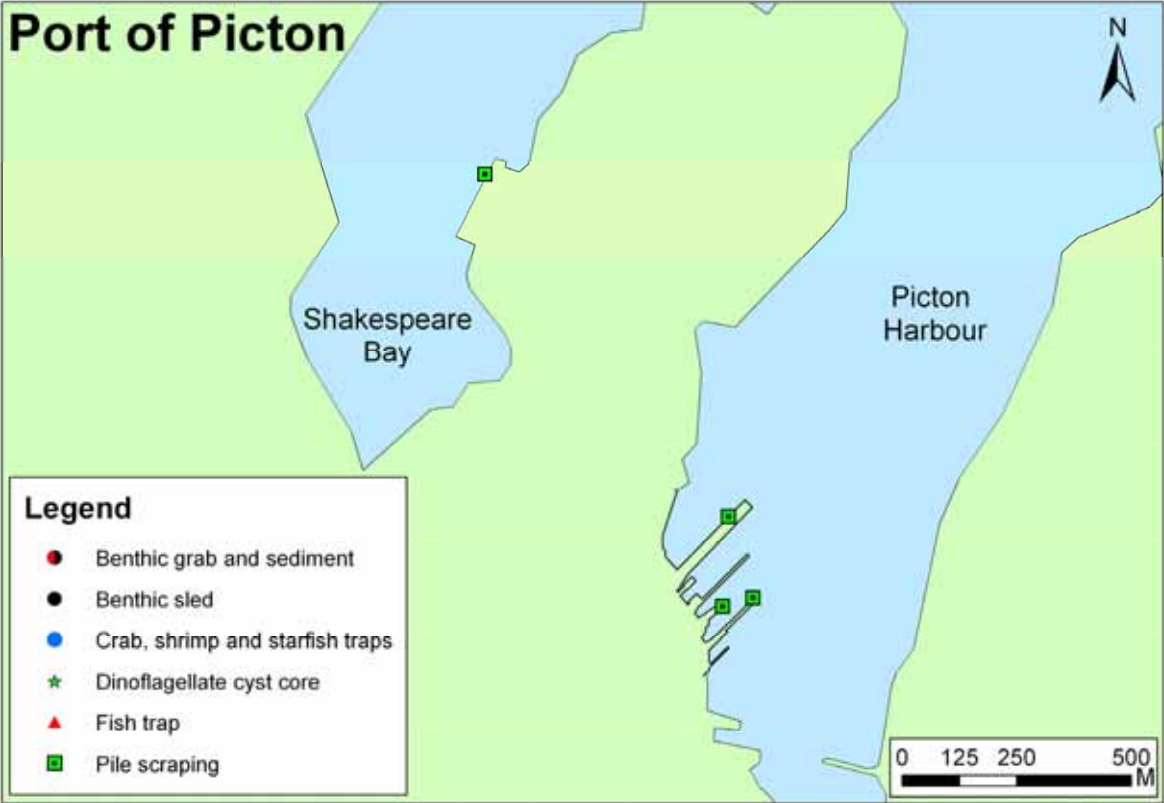 Port of Picton
N
Shakespeare
Bay
Picton
Harbour
Legend
Benthic grab and sediment
Benthic sled
Crab, shrimp and starfish traps
Dinoflagellate cyst core
Fish trap
Pile scraping
0 125 250 500
M